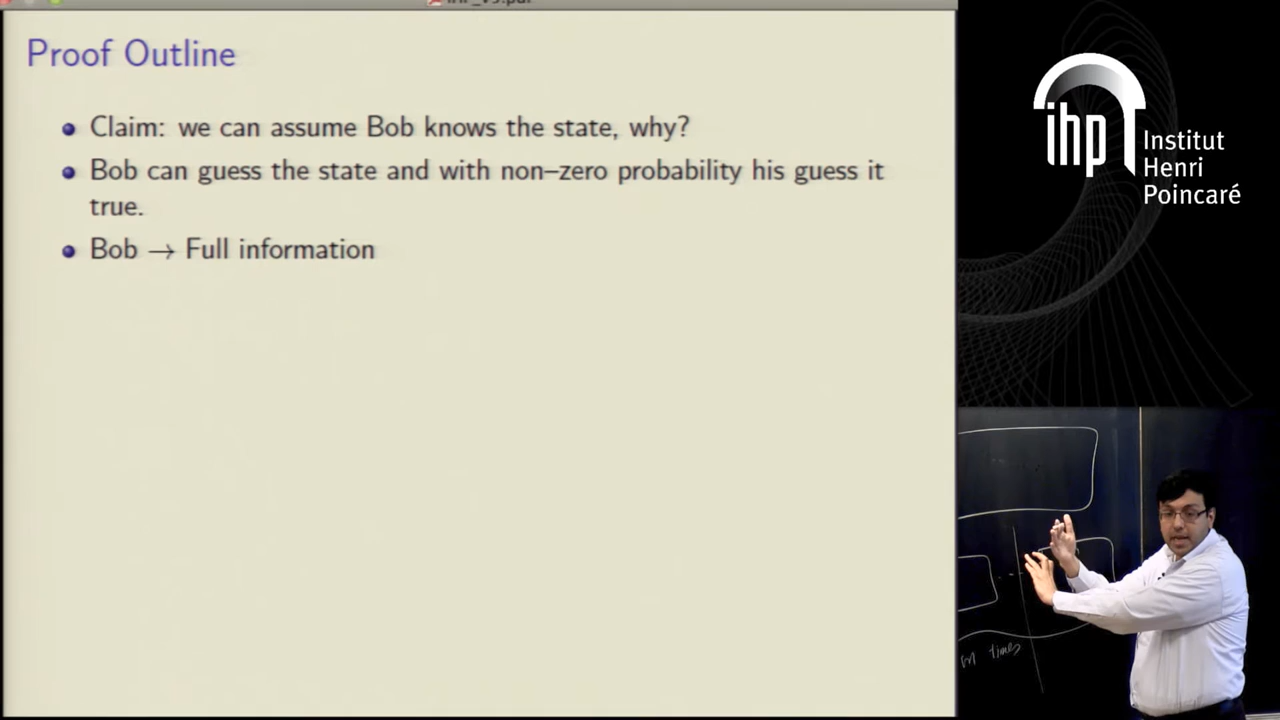 Proof Outline
Claim: we can assume Bob knows the state, why?
Bob can guess the state and with non–zero probability his guess it
true.
Bob → Full information
ihp
Institut
Henri
Poincaré
m times